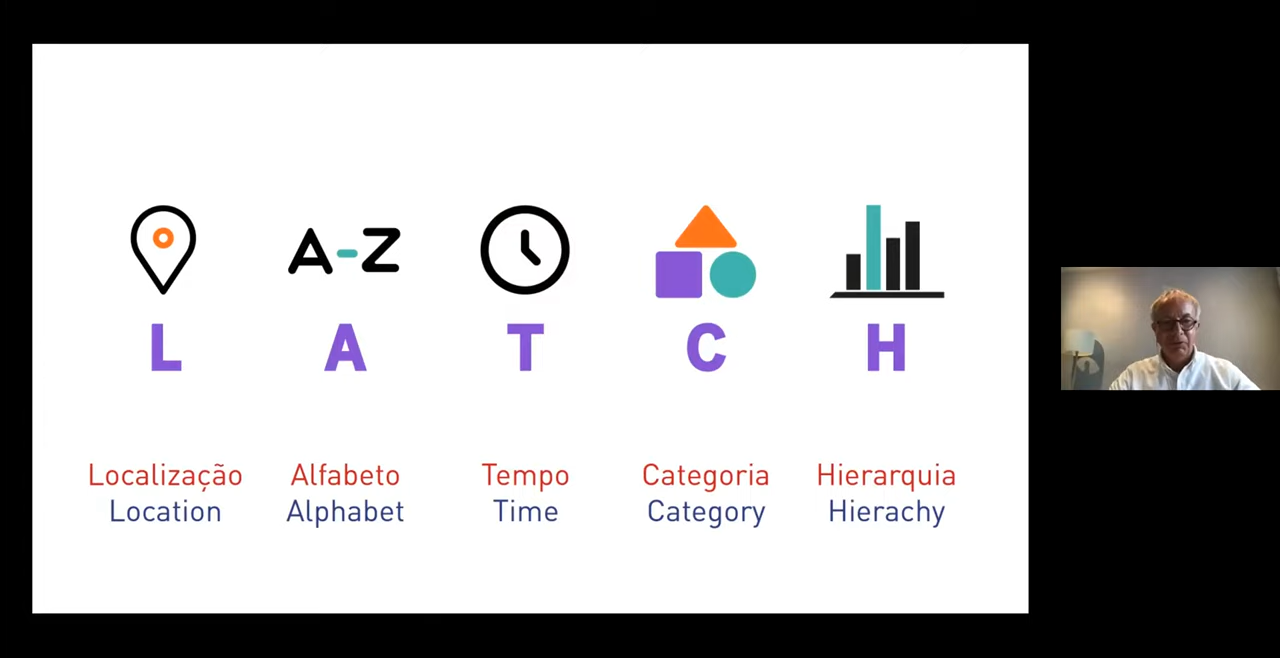 A-Z
L A T C H
Localização Alfabeto Tempo Categoria Hierarquia
Location Alphabet Time Category Hierachy